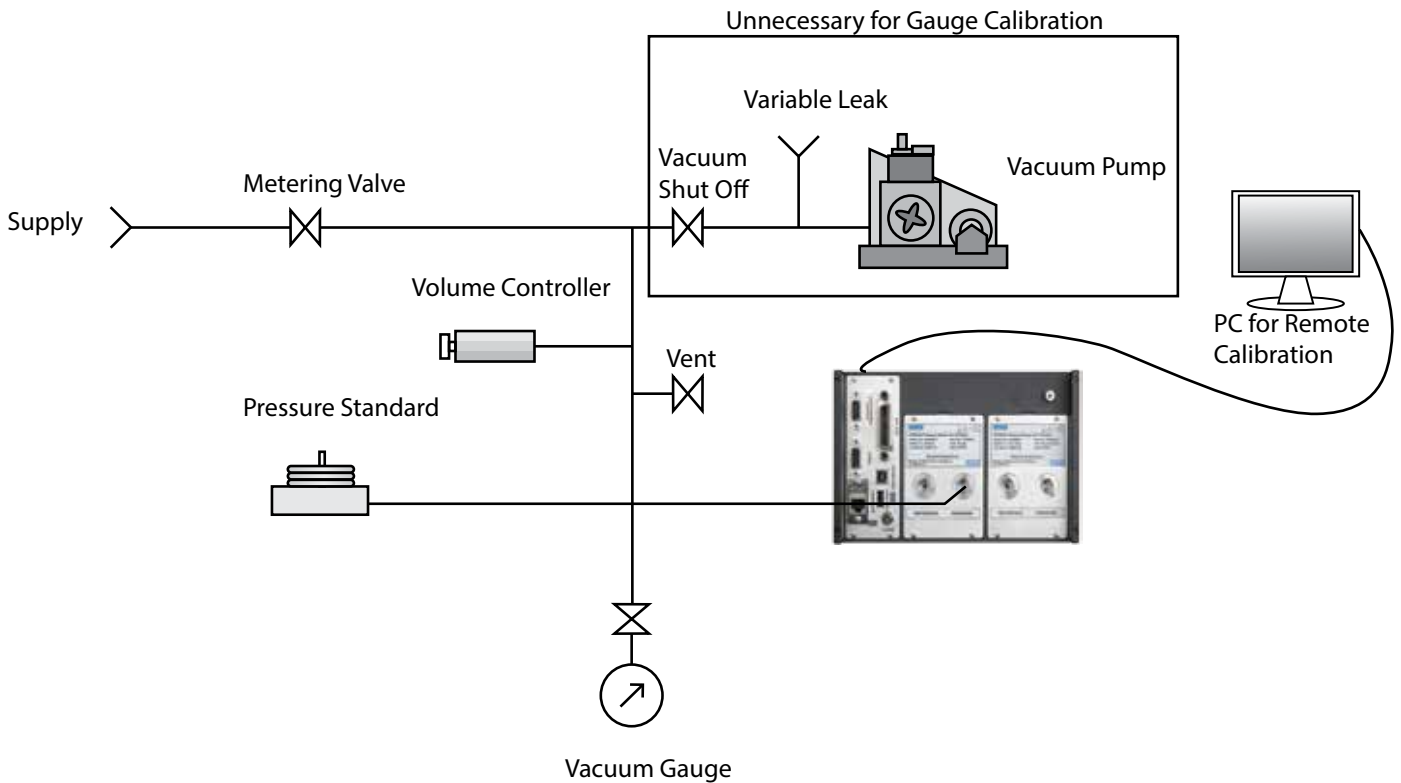 Unnecessary for Gauge Calibration
Variable Leak
Vacuum
Shut Off
Vacuum Pump
Metering Valve
Supply
Volume Controller
PC for Remote
Calibration
Vent
Pressure Standard
Vacuum Gauge